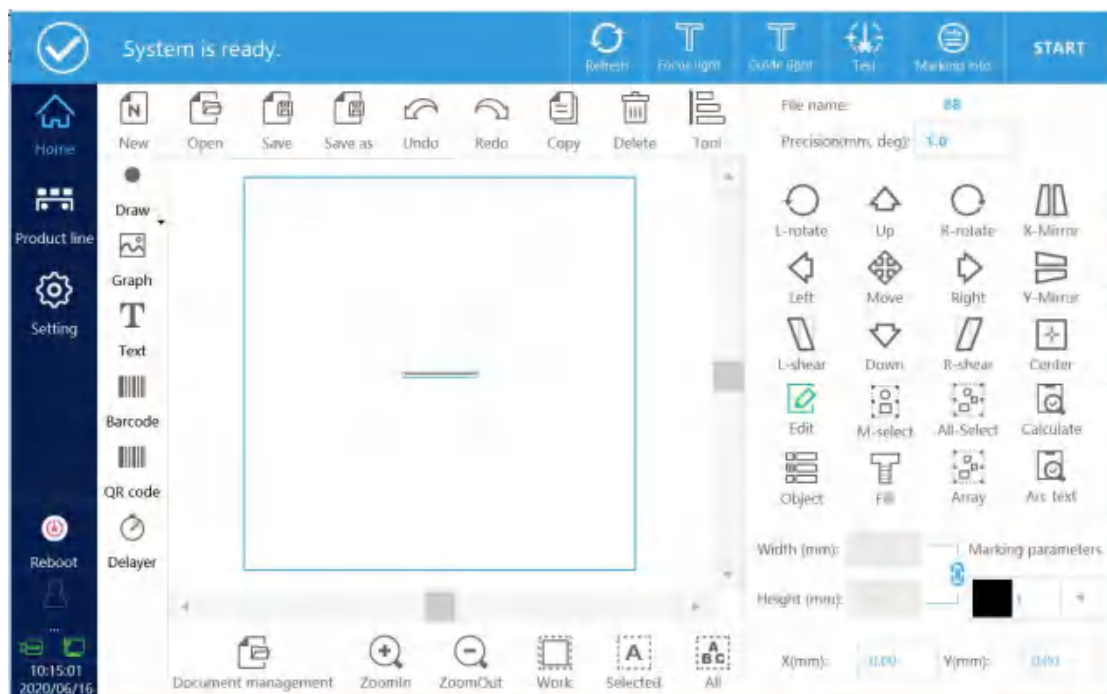 System is ready.
Refresh
Focus light
Guide light
Test
Marking info
START
Home
Product line
Setting
Reboot
...
10:15:01
2020/06/16
New
Open
Save
Save as
Undo
Redo
Copy
Delete
Tool
Draw
Graph
Text
Barcode
QR code
Delayer
File name: 88
Precision(mm, deg): 1.0
L-rotate
Up
R-rotate
X-Mirror
Left
Move
Right
Y-Mirror
L-shear
Down
R-shear
Center
Edit
M-select
All-Select
Calculate
Object
Fill
Array
Arc text
Width (mm):
Marking parameters
Height (mm):
1
X(mm): 0.00 Y(mm): 0.00
Document management
ZoomIn
ZoomOut
Work
Selected
All